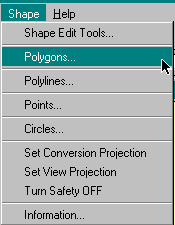 Shape Help
Shape Edit Tools...
Polygons...
Polylines...
Points...
Circles...
Set Conversion Projection
Set View Projection
Turn Safety OFF
Information...